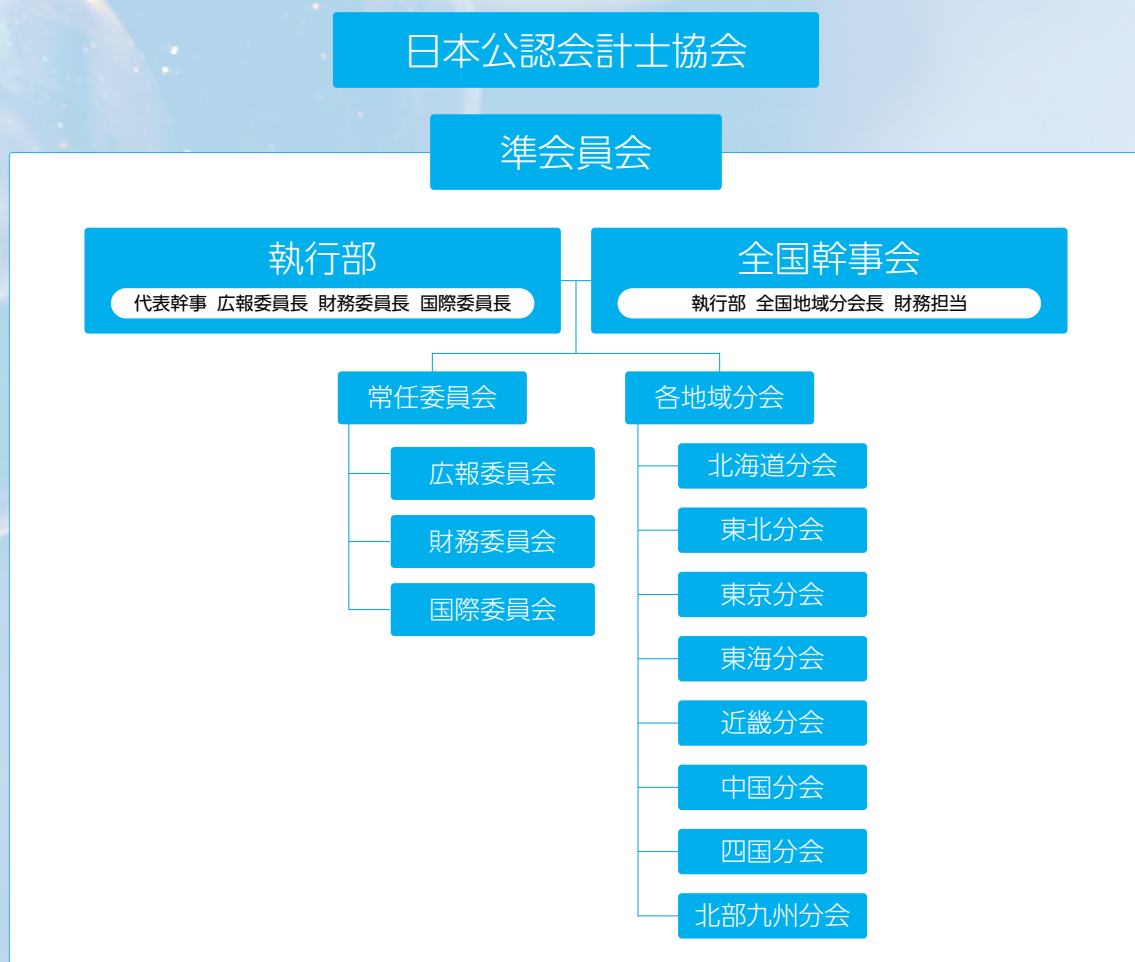 日本公認会計士協会
準会員会
執行部
代表幹事 広報委員長 財務委員長 国際委員長
全国幹事会
執行部 全国地域分会長 財務担当
常任委員会
広報委員会
財務委員会
国際委員会
各地域分会
北海道分会
東北分会
東京分会
東海分会
近畿分会
中国分会
四国分会
北部九州分会